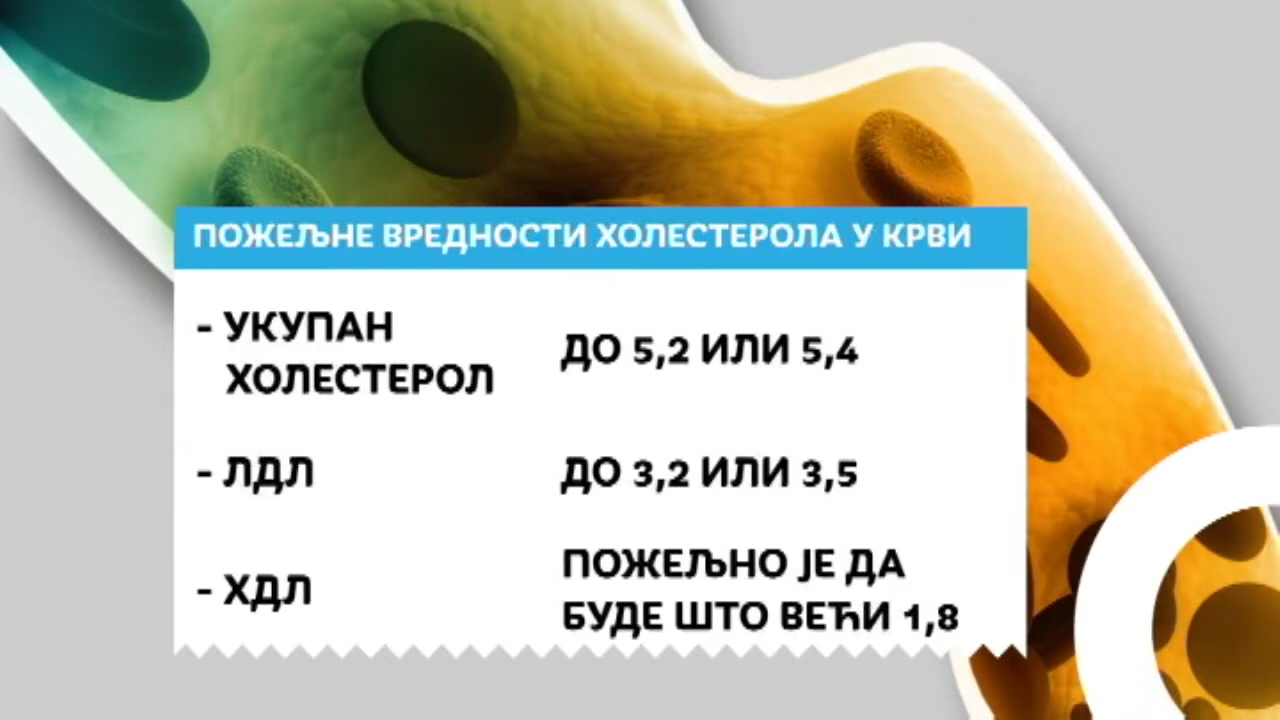 ПОЖЕЉНЕ ВРЕДНОСТИ ХОЛЕСТЕРОЛА У КРВИ
- УКУПАН
ХОЛЕСТЕРОЛ
ДО 5,2 ИЛИ 5,4
- ЛДЛ
ДО 3,2 ИЛИ 3,5
- ХДЛ
ПОЖЕЉНО ЈЕ ДА
БУДЕ ШТО ВЕЋИ 1,8